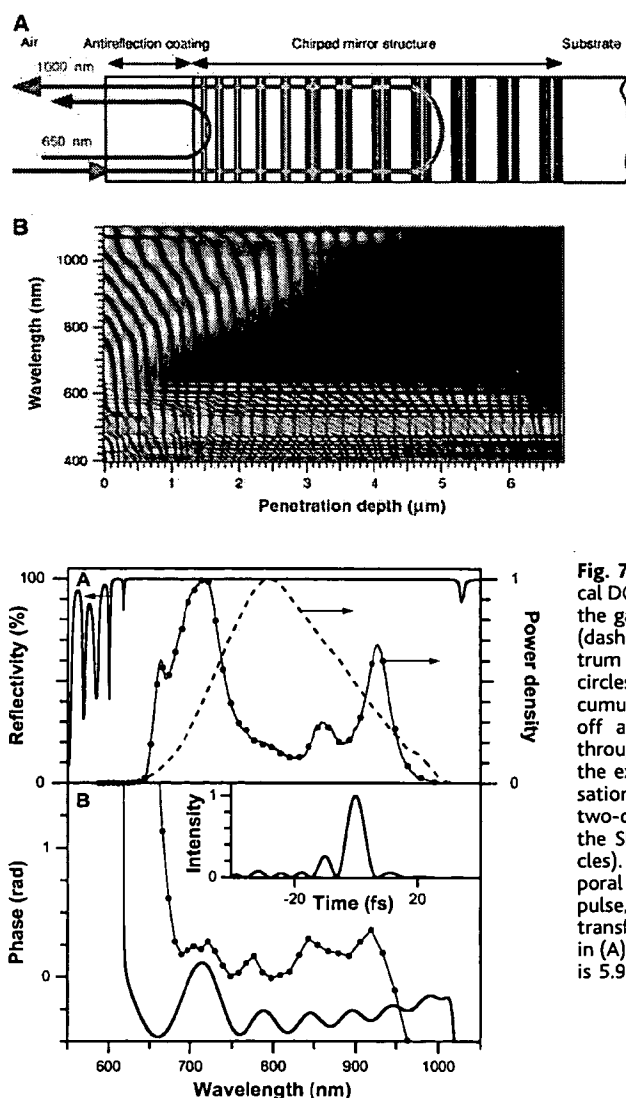 A
Air
Antireflection coating
Chirped mirror structure
Substrate
1000 nm
650 nm
B
Wavelength (nm)
1000
800
600
400
0 1 2 3 4 5 6
Penetration depth (μm)
A
Reflectivity (%)
100
0
Power density
1
0
B
Phase (rad)
1
0
Intensity
1
0
-20 20
Time (fs)
600 700 800 900 1000
Wavelength (nm)
Fig. 7
cal DC
the ga
(dash
trum
circles
cumu
off a
throu
the ex
sation
two-c
the S
cles).
poral
pulse,
transf
in (A)
is 5.9